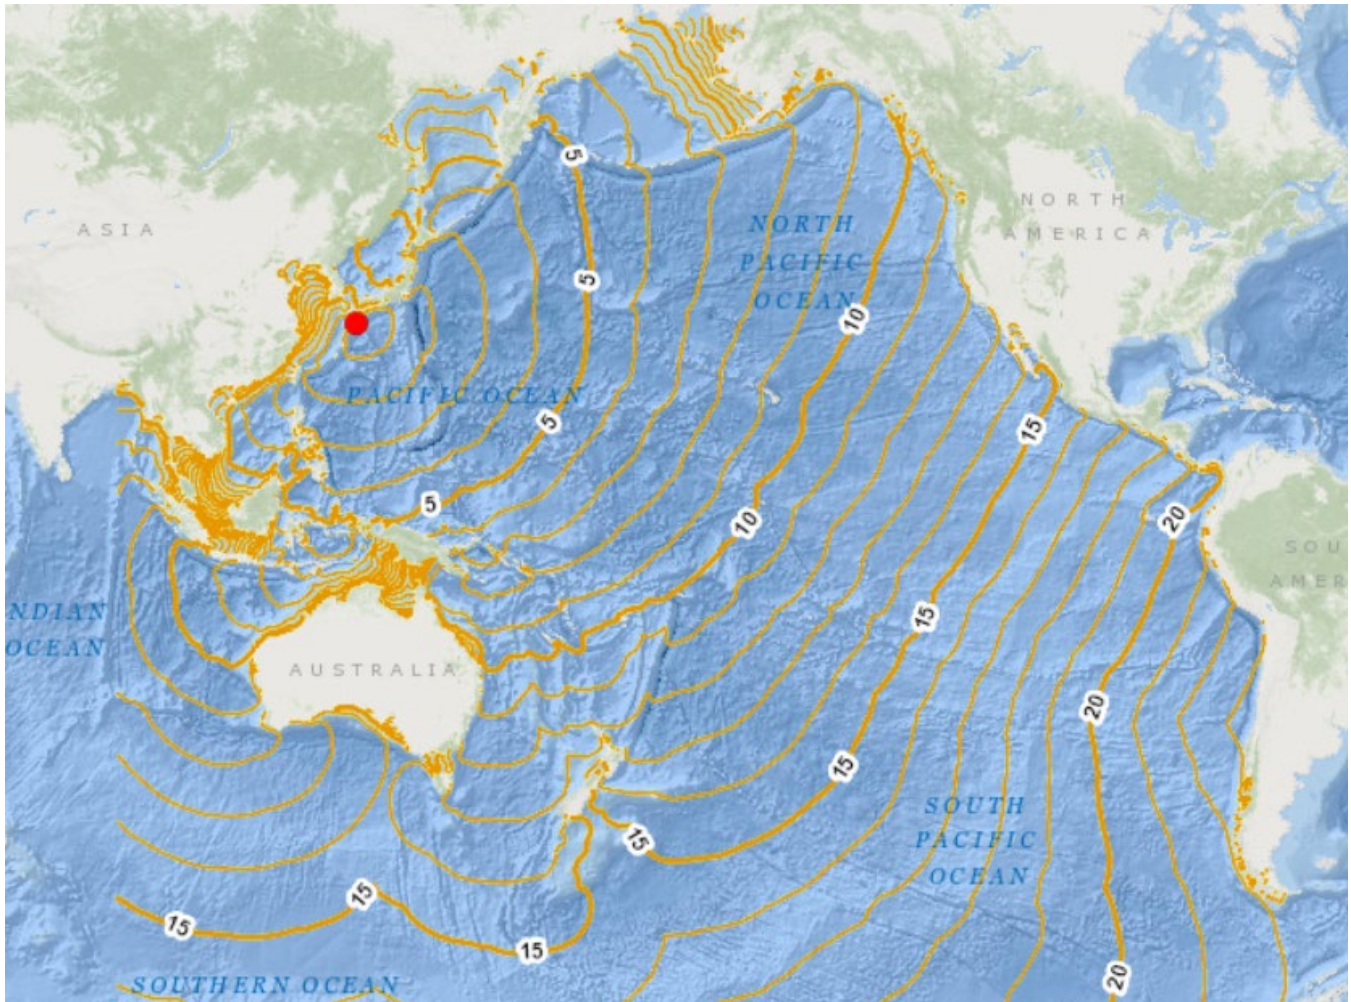 5
NORTH
AMERICA
NORTH
PACIFIC
OCEAN
ASIA
5
10
PACIFIC OCEAN
5
15
5
10
20
SOU
AMER
NDIAN
OCEAN
15
AUSTRALIA
20
15
SOUTH
PACIFIC
OCEAN
15
15
15
15
20
SOUTHERN OCEAN